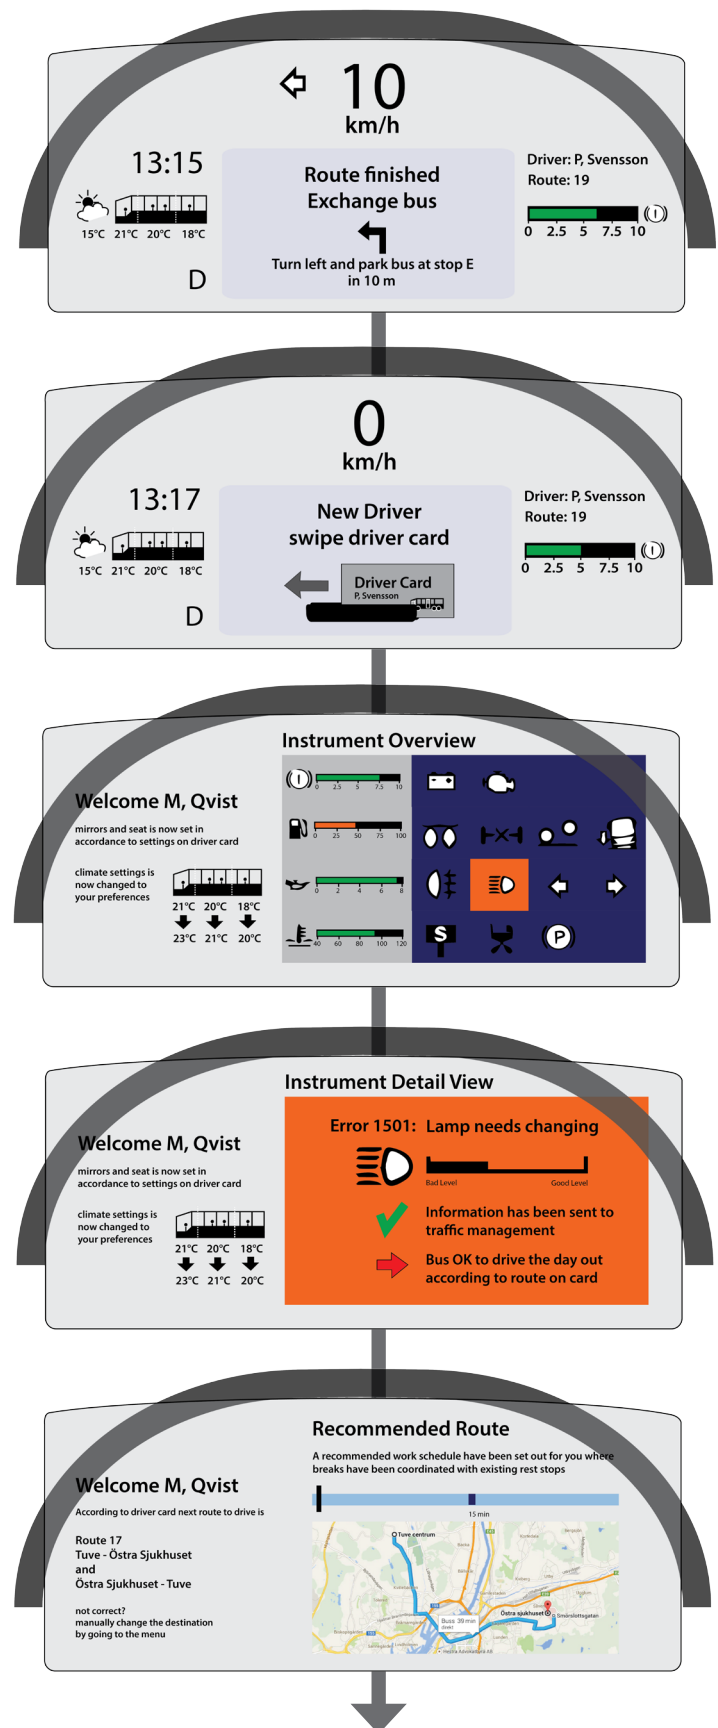 10
km/h
13:15
15°C 21°C 20°C 18°C
D
Route finished
Exchange bus
Turn left and park bus at stop E
in 10 m
Driver: P, Svensson
Route: 19
0 2.5 5 7.5 10
0
km/h
13:17
15°C 21°C 20°C 18°C
D
New Driver
swipe driver card
Driver Card
P, Svensson
Driver: P, Svensson
Route: 19
0 2.5 5 7.5 10
Instrument Overview
Welcome M, Qvist
mirrors and seat is now set in
accordance to settings on driver card
climate settings is
now changed to
your preferences
21°C 20°C 18°C
23°C 21°C 20°C
0 2.5 5 7.5 10
0 25 50 75 100
0 2 4 6 8
40 60 80 100 120
S
P
Instrument Detail View
Welcome M, Qvist
mirrors and seat is now set in
accordance to settings on driver card
climate settings is
now changed to
your preferences
21°C 20°C 18°C
23°C 21°C 20°C
Error 1501: Lamp needs changing
Bad Level Good Level
Information has been sent to
traffic management
Bus OK to drive the day out
according to route on card
Recommended Route
A recommended work schedule have been set out for you where
breaks have been coordinated with existing rest stops
15 min
Welcome M, Qvist
According to driver card next route to drive is
Route 17
Tuve - Östra Sjukhuset
and
Östra Sjukhuset - Tuve
not correct?
manually change the destination
by going to the menu
Tuve centrum
Östra sjukhuset
Smörslottsgatan
Buss 39 min